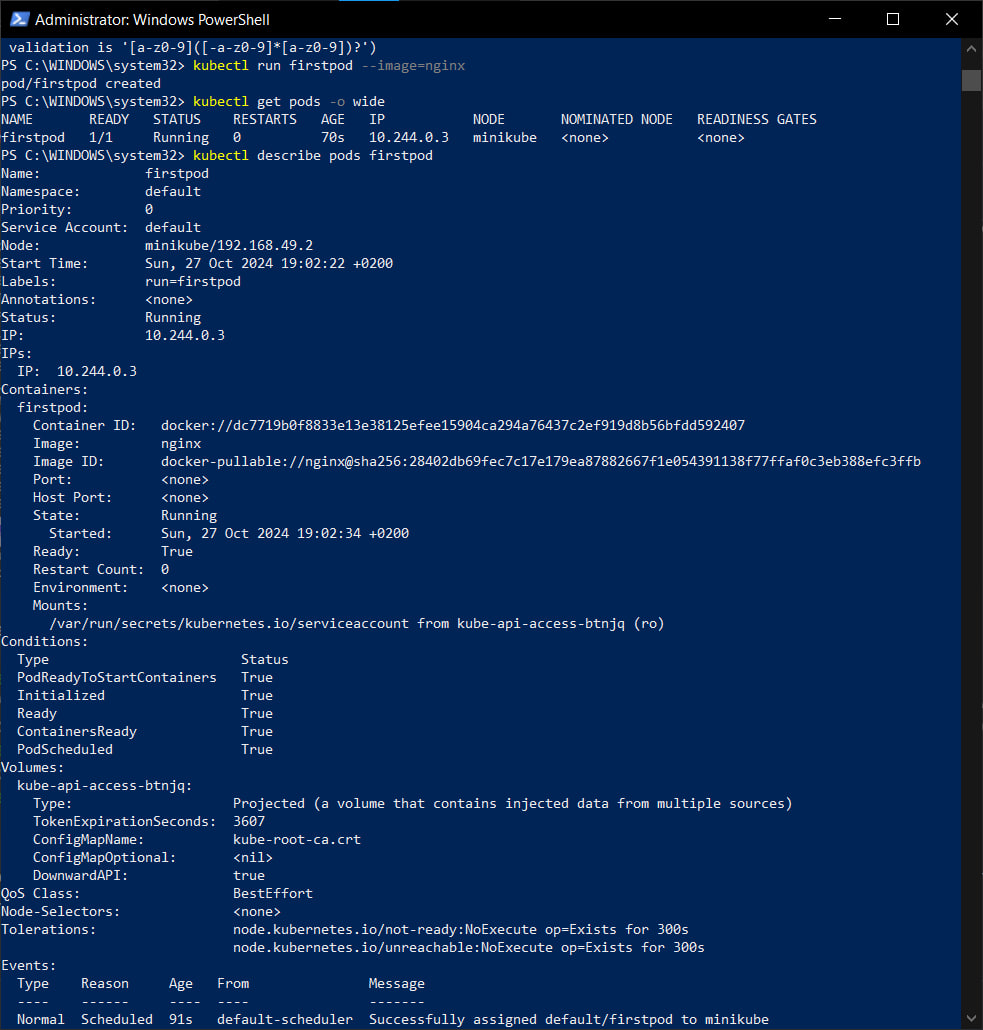 Administrator: Windows PowerShell
 validation is '[a-z0-9]([-a-z0-9]*[a-z0-9])?')
PS C:\WINDOWS\system32> kubectl run firstpod --image=nginx
pod/firstpod created
PS C:\WINDOWS\system32> kubectl get pods -o wide
NAME       READY   STATUS    RESTARTS   AGE   IP           NODE       NOMINATED NODE   READINESS GATES
firstpod   1/1     Running   0          70s   10.244.0.3   minikube   <none>           <none>
PS C:\WINDOWS\system32> kubectl describe pods firstpod
Name:             firstpod
Namespace:        default
Priority:         0
Service Account:  default
Node:             minikube/192.168.49.2
Start Time:       Sun, 27 Oct 2024 19:02:22 +0200
Labels:           run=firstpod
Annotations:      <none>
Status:           Running
IP:               10.244.0.3
IPs:
  IP:  10.244.0.3
Containers:
  firstpod:
    Container ID:   docker://dc7719b0f8833e13e38125efee15904ca294a76437c2ef919d8b56bfdd592407
    Image:          nginx
    Image ID:       docker-pullable://nginx@sha256:28402db69fec7c17e179ea87882667f1e054391138f77ffaf0c3eb388efc3ffb
    Port:           <none>
    Host Port:      <none>
    State:          Running
      Started:      Sun, 27 Oct 2024 19:02:34 +0200
    Ready:          True
    Restart Count:  0
    Environment:    <none>
    Mounts:
      /var/run/secrets/kubernetes.io/serviceaccount from kube-api-access-btnjq (ro)
Conditions:
  Type                        Status
  PodReadyToStartContainers   True
  Initialized                 True
  Ready                       True
  ContainersReady             True
  PodScheduled                True
Volumes:
  kube-api-access-btnjq:
    Type:                    Projected (a volume that contains injected data from multiple sources)
    TokenExpirationSeconds:  3607
    ConfigMapName:           kube-root-ca.crt
    ConfigMapOptional:       <nil>
    DownwardAPI:             true
QoS Class:                   BestEffort
Node-Selectors:              <none>
Tolerations:                 node.kubernetes.io/not-ready:NoExecute op=Exists for 300s
                             node.kubernetes.io/unreachable:NoExecute op=Exists for 300s
Events:
  Type    Reason     Age   From               Message
  ----    ------     ----  ----               -------
  Normal  Scheduled  91s   default-scheduler  Successfully assigned default/firstpod to minikube